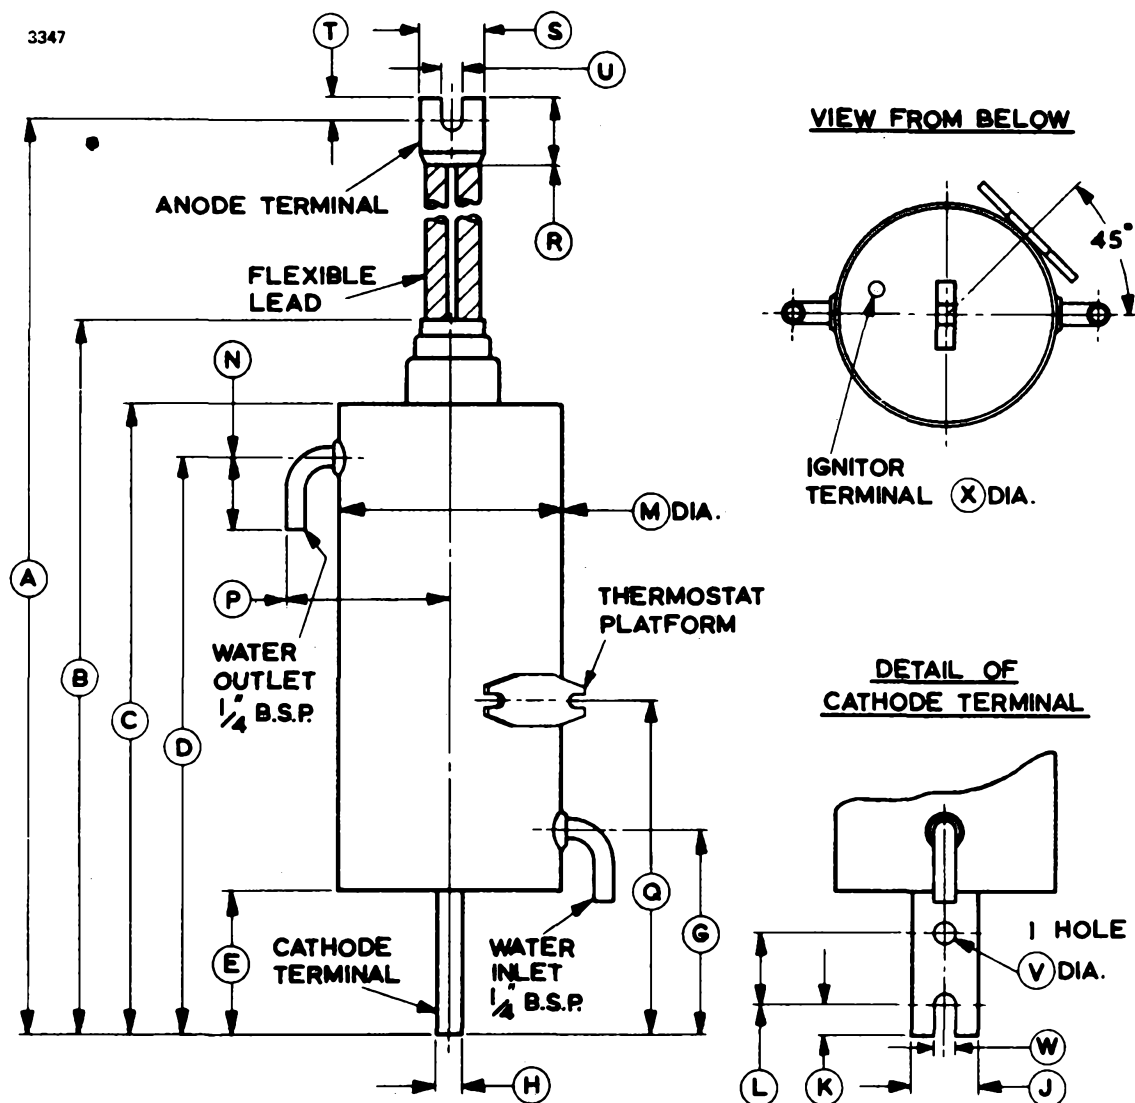 3347
T
S
U
VIEW FROM BELOW
ANODE TERMINAL
R
45°
FLEXIBLE
LEAD
N
IGNITOR
TERMINAL X DIA.
M DIA.
A
P
THERMOSTAT
PLATFORM
WATER
OUTLET
1/4" B.S.P.
B
C
D
DETAIL OF
CATHODE TERMINAL
Q
G
E
CATHODE
TERMINAL
WATER
INLET
1/4" B.S.P.
1 HOLE
V DIA.
H
L
K
W
J